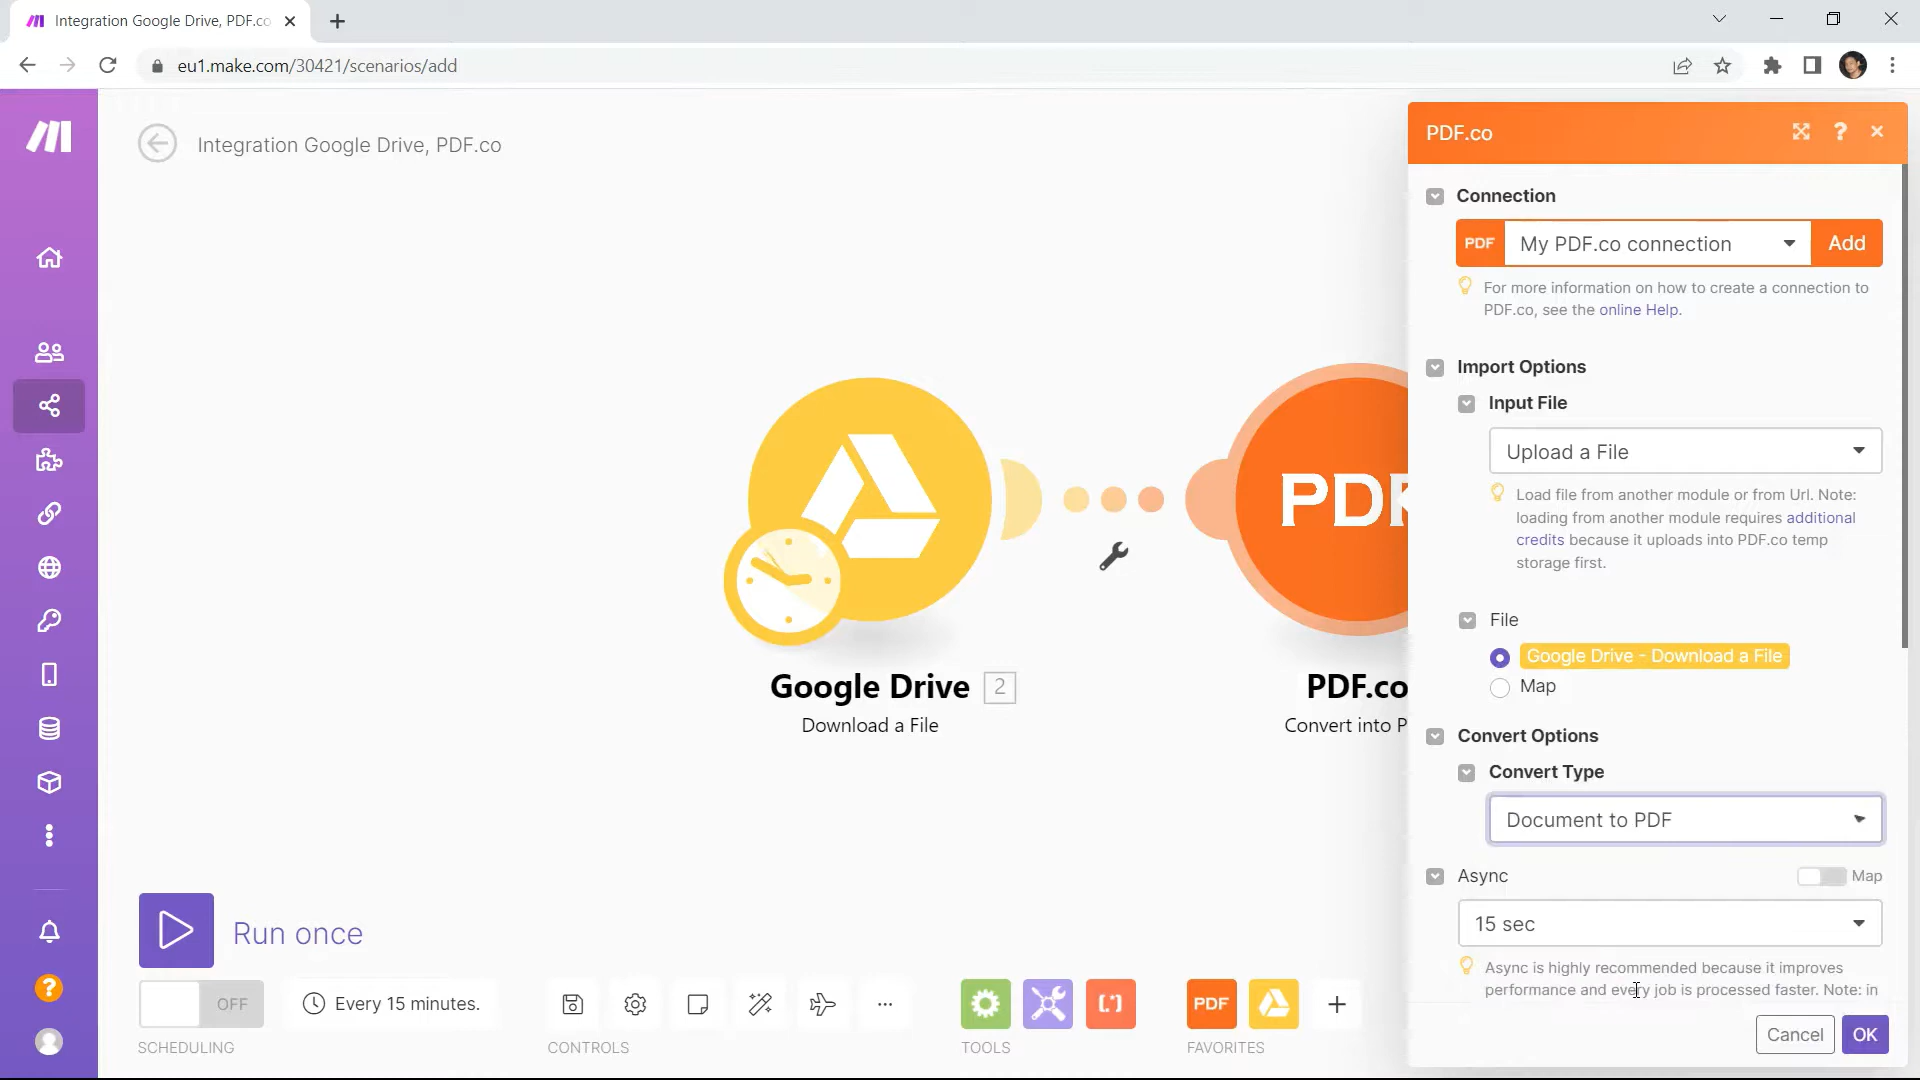 Integration Google Drive, PDF.co
eu1.make.com/30421/scenarios/add
Integration Google Drive, PDF.co
PDF.co
Connection
PDF
My PDF.co connection
Add
For more information on how to create a connection to
PDF.co, see the online Help.
Import Options
Input File
Upload a File
Load file from another module or from Url. Note:
loading from another module requires additional
credits because it uploads into PDF.co temp
storage first.
File
Google Drive - Download a File
Map
Convert Options
Convert Type
Document to PDF
Async
Map
15 sec
Async is highly recommended because it improves
performance and every job is processed faster. Note: in
Cancel
OK
PDF
Google Drive
2
Download a File
PDF.co
Convert into P
Run once
OFF
Every 15 minutes.
SCHEDULING
CONTROLS
TOOLS
PDF
FAVORITES